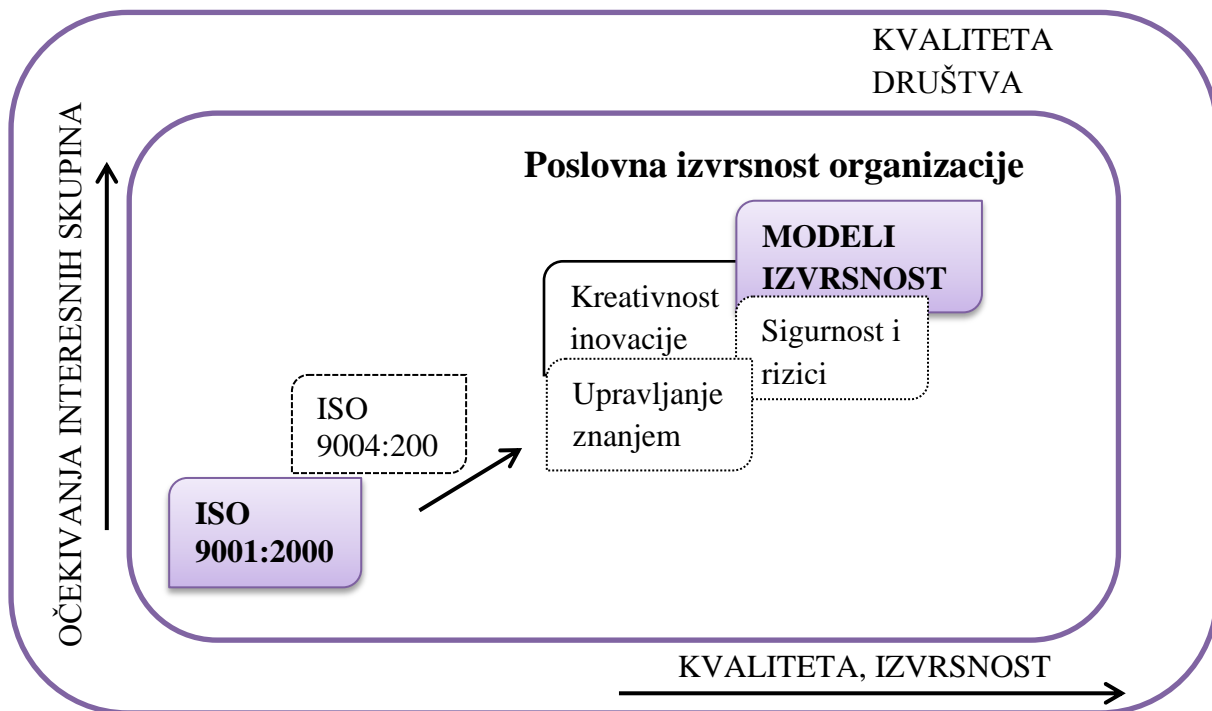 KVALITETA
DRUŠTVA
OČEKIVANJA INTERESNIH SKUPINA
Poslovna izvrsnost organizacije
MODELI
IZVRSNOST
Kreativnost
inovacije
Sigurnost i
rizici
Upravljanje
znanjem
ISO
9004:200
ISO
9001:2000
KVALITETA, IZVRSNOST